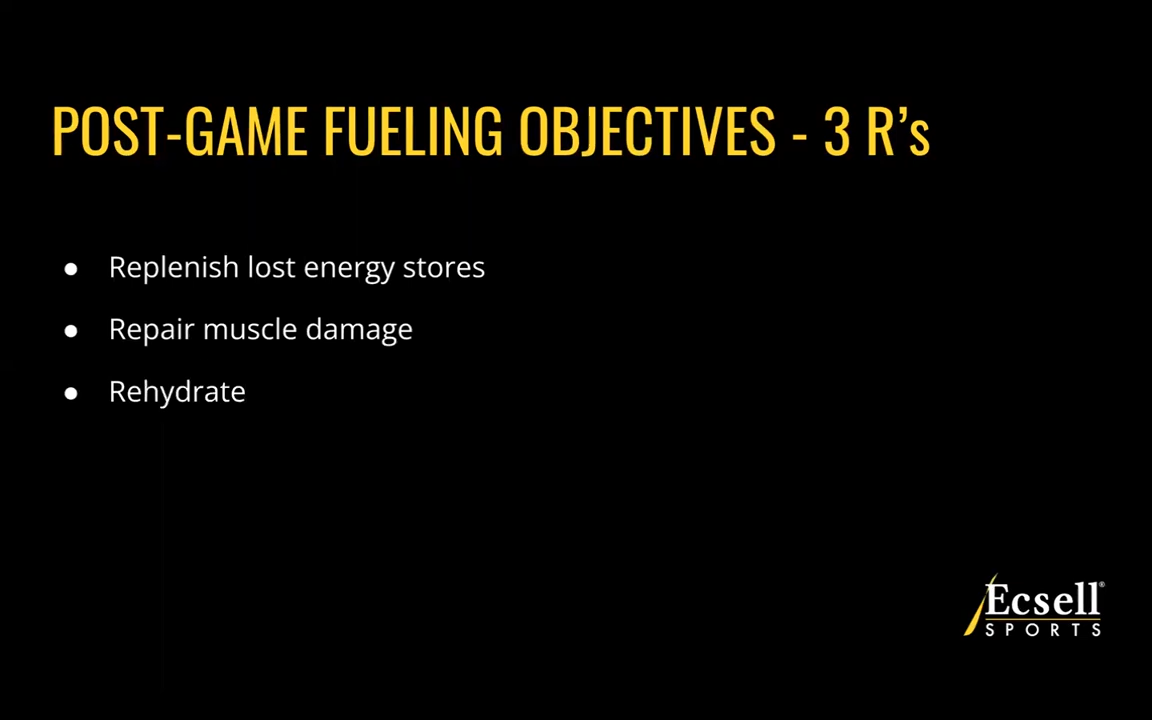 POST-GAME FUELING OBJECTIVES - 3 R’s
● Replenish lost energy stores
● Repair muscle damage
● Rehydrate
Ecsell®
SPORTS